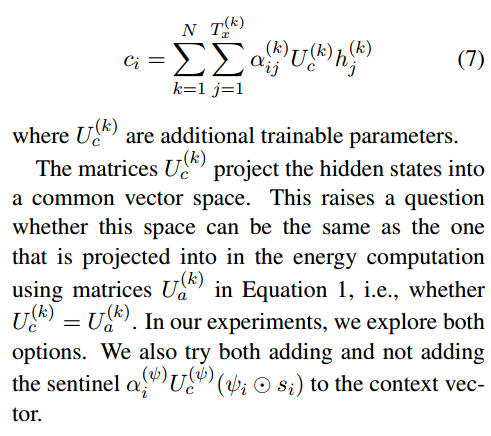 c_i = \sum_{k=1}^{N} \sum_{j=1}^{T_x^{(k)}} \alpha_{ij}^{(k)} U_c^{(k)} h_j^{(k)} (7)
where U_c^{(k)} are additional trainable parameters.
The matrices U_c^{(k)} project the hidden states into
a common vector space. This raises a question
whether this space can be the same as the one
that is projected into in the energy computation
using matrices U_a^{(k)} in Equation 1, i.e., whether
U_c^{(k)} = U_a^{(k)}. In our experiments, we explore both
options. We also try both adding and not adding
the sentinel \alpha_i^{(\psi)} U_c^{(\psi)} (\psi_i \odot s_i) to the context vec-
tor.